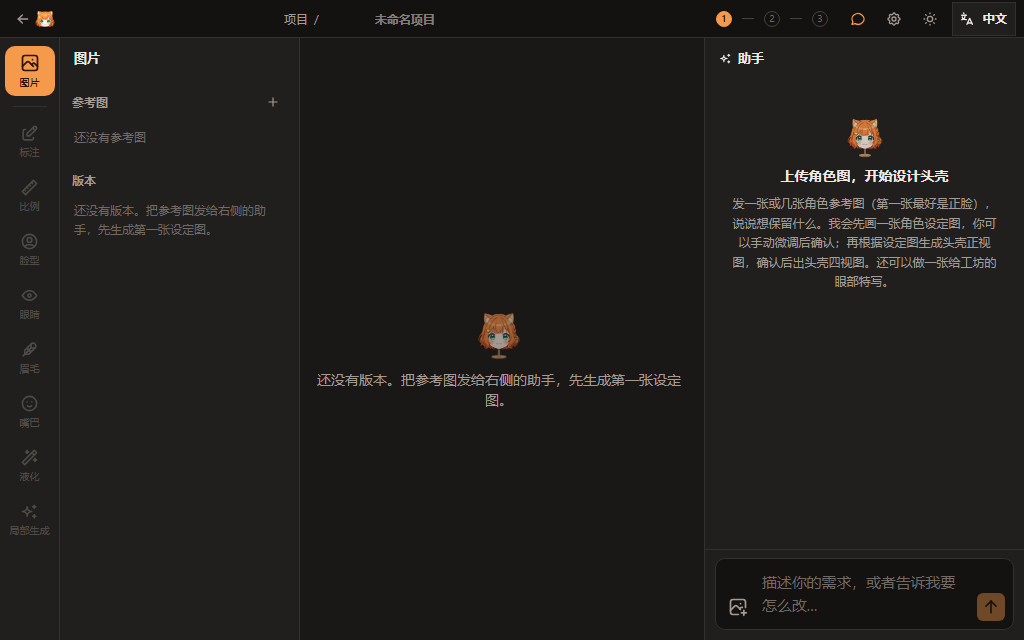 项目 /
未命名项目
1
2
3
中文
图片
标注
比例
脸型
眼睛
眉毛
嘴巴
液化
局部生成
图片
参考图
还没有参考图
版本
还没有版本。把参考图发给右侧的助
手，先生成第一张设定图。
还没有版本。把参考图发给右侧的助手，先生成第一张设定
图。
助手
上传角色图，开始设计头壳
发一张或几张角色参考图（第一张最好是正脸），
说说想保留什么。我会先画一张角色设定图，你可
以手动微调后确认；再根据设定图生成头壳正视
图，确认后出头壳四视图。还可以做一张给工坊的
眼部特写。
描述你的需求，或者告诉我要
怎么改...